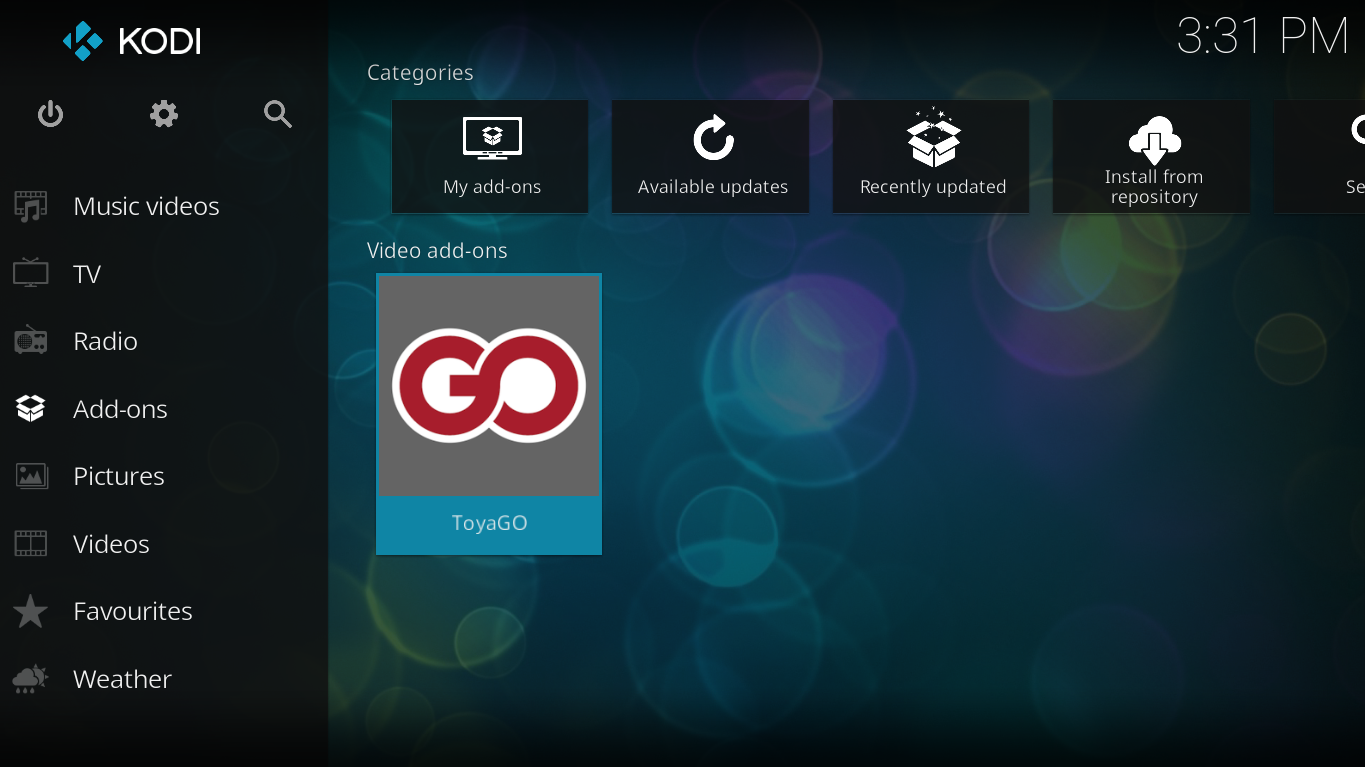 KODI
3:31 PM
Categories
My add-ons
Available updates
Recently updated
Install from
repository
Se
Music videos
TV
Radio
Add-ons
Pictures
Videos
Favourites
Weather
Video add-ons
GO
ToyaGO